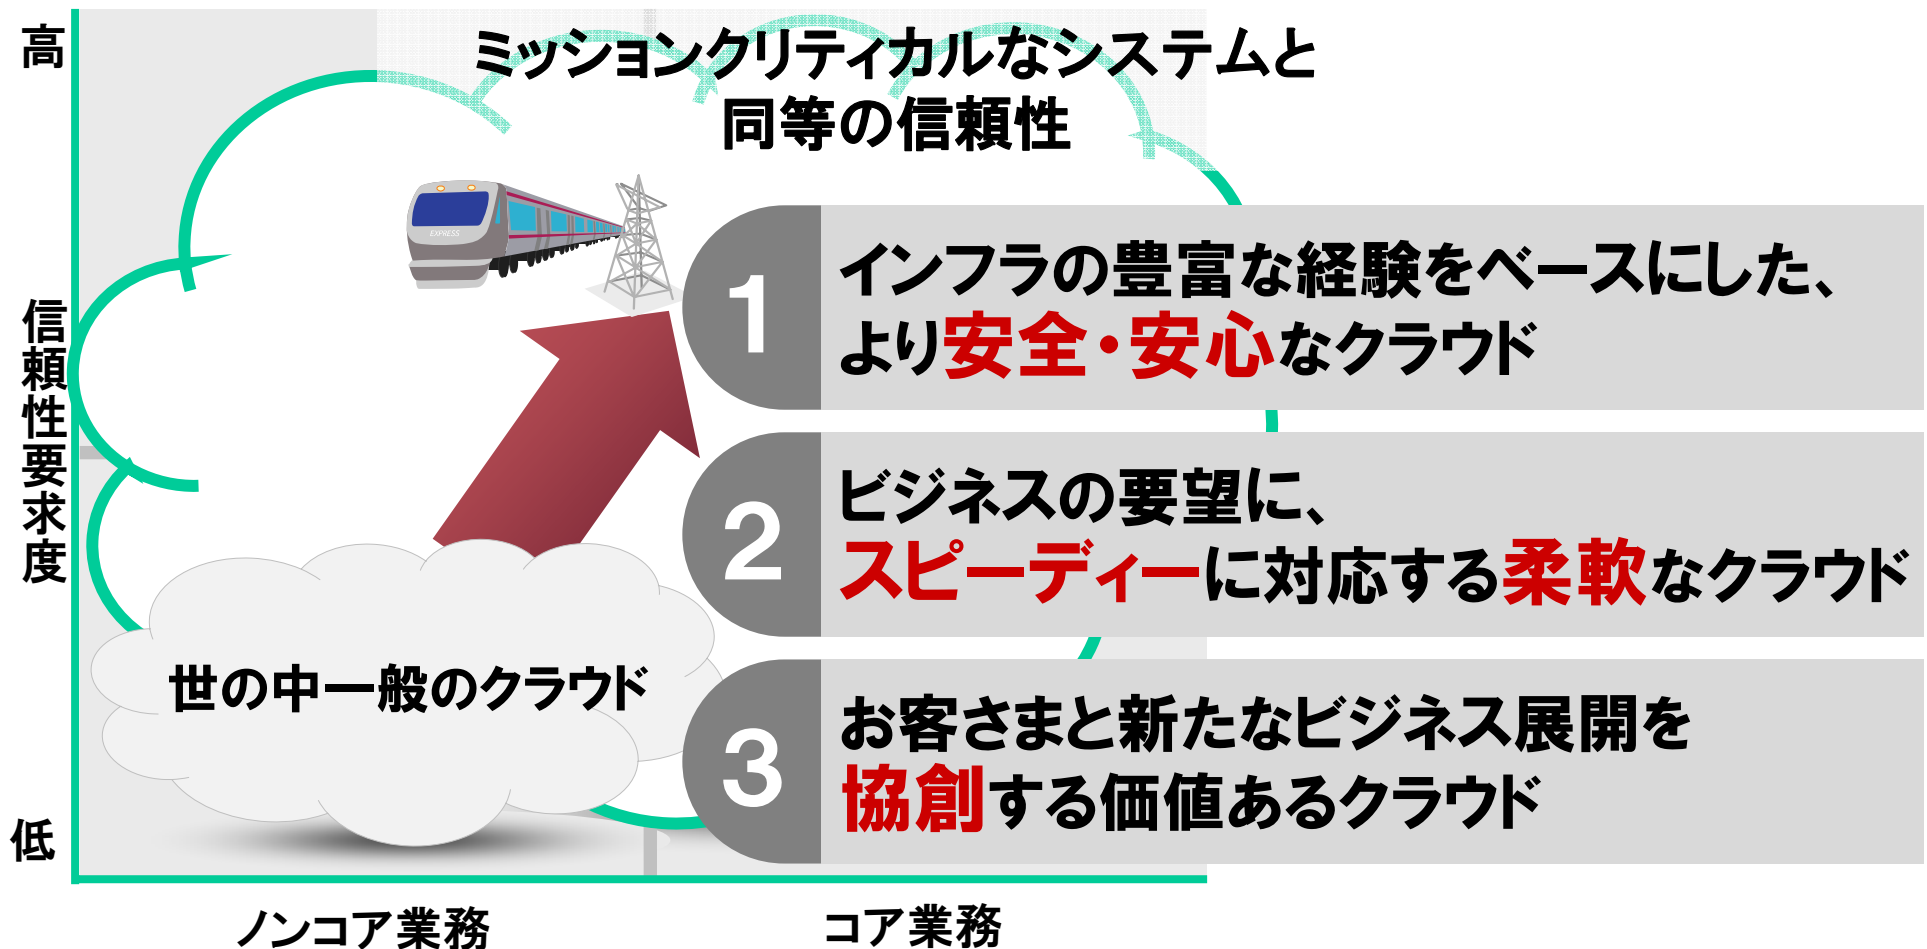 高
ミッションクリティカルなシステムと
同等の信頼性
EXPRESS
1
インフラの豊富な経験をベースにした、
より安全・安心なクラウド
信頼性要求度
2
ビジネスの要望に、
スピーディーに対応する柔軟なクラウド
世の中一般のクラウド
3
お客さまと新たなビジネス展開を
協創する価値あるクラウド
低
ノンコア業務
コア業務